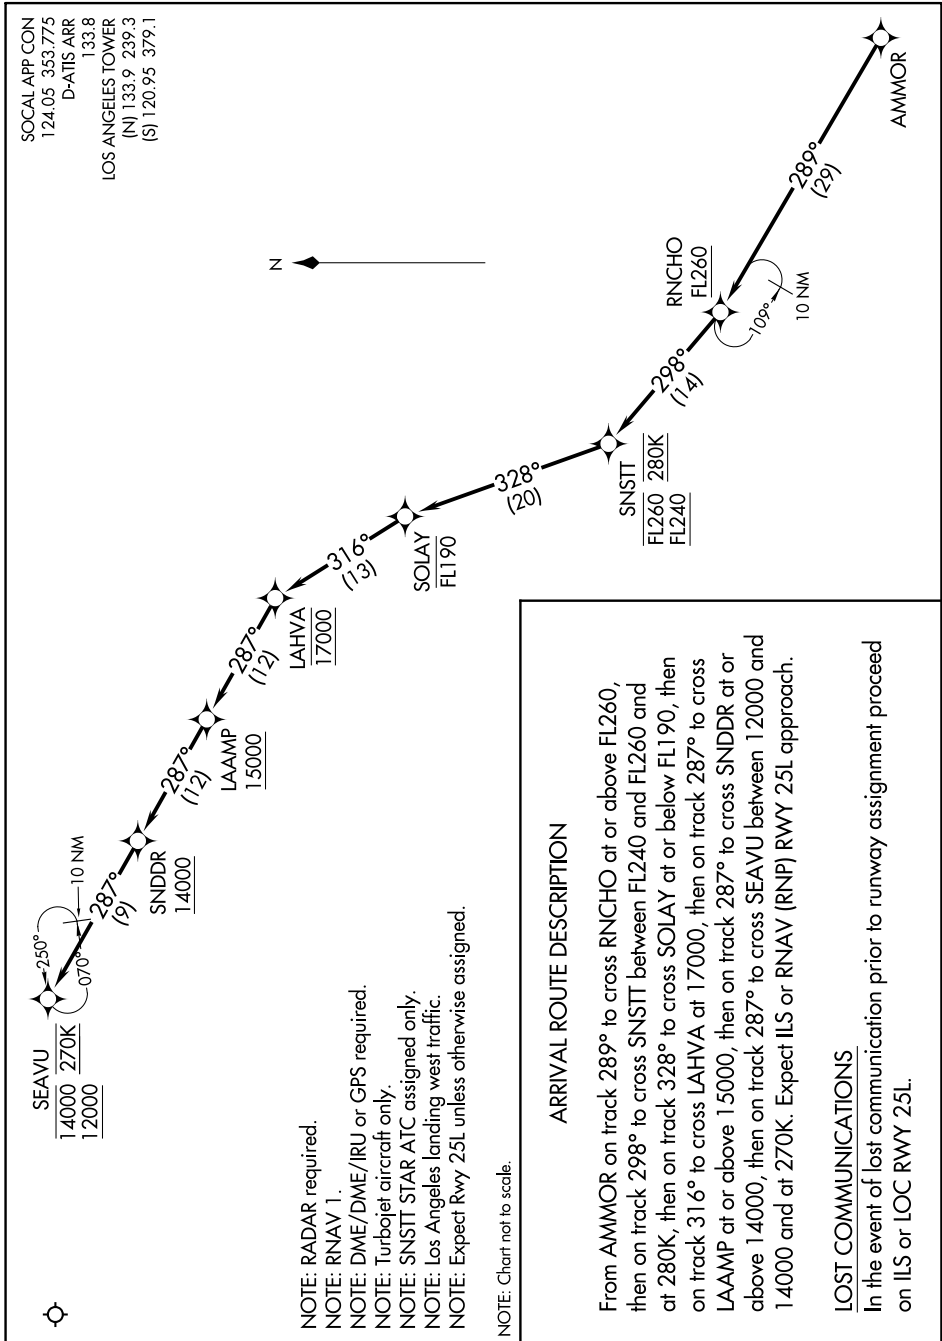 SOCAL APP CON
124.05 353.775
D-ATIS ARR
133.8
LOS ANGELES TOWER
(N) 133.9 239.3
(S) 120.95 379.1
N
AMMOR
289°
(29)
RNCHO
FL260
109°
10 NM
298°
(14)
SNSTT
FL260 280K
FL240
328°
(20)
SOLAY
FL190
316°
(13)
LAHVA
17000
287°
(12)
LAAMP
15000
287°
(12)
SNDDR
14000
287°
(9)
10 NM
250°
070°
SEAVU
14000 270K
12000
NOTE: RADAR required.
NOTE: RNAV 1.
NOTE: DME/DME/IRU or GPS required.
NOTE: Turbojet aircraft only.
NOTE: SNSTT STAR ATC assigned only.
NOTE: Los Angeles landing west traffic.
NOTE: Expect Rwy 25L unless otherwise assigned.
NOTE: Chart not to scale.
ARRIVAL ROUTE DESCRIPTION
From AMMOR on track 289° to cross RNCHO at or above FL260,
then on track 298° to cross SNSTT between FL240 and FL260 and
at 280K, then on track 328° to cross SOLAY at or below FL190, then
on track 316° to cross LAHVA at 17000, then on track 287° to cross
LAAMP at or above 15000, then on track 287° to cross SNDDR at or
above 14000, then on track 287° to cross SEAVU between 12000 and
14000 and at 270K. Expect ILS or RNAV (RNP) RWY 25L approach.
LOST COMMUNICATIONS
In the event of lost communication prior to runway assignment proceed
on ILS or LOC RWY 25L.